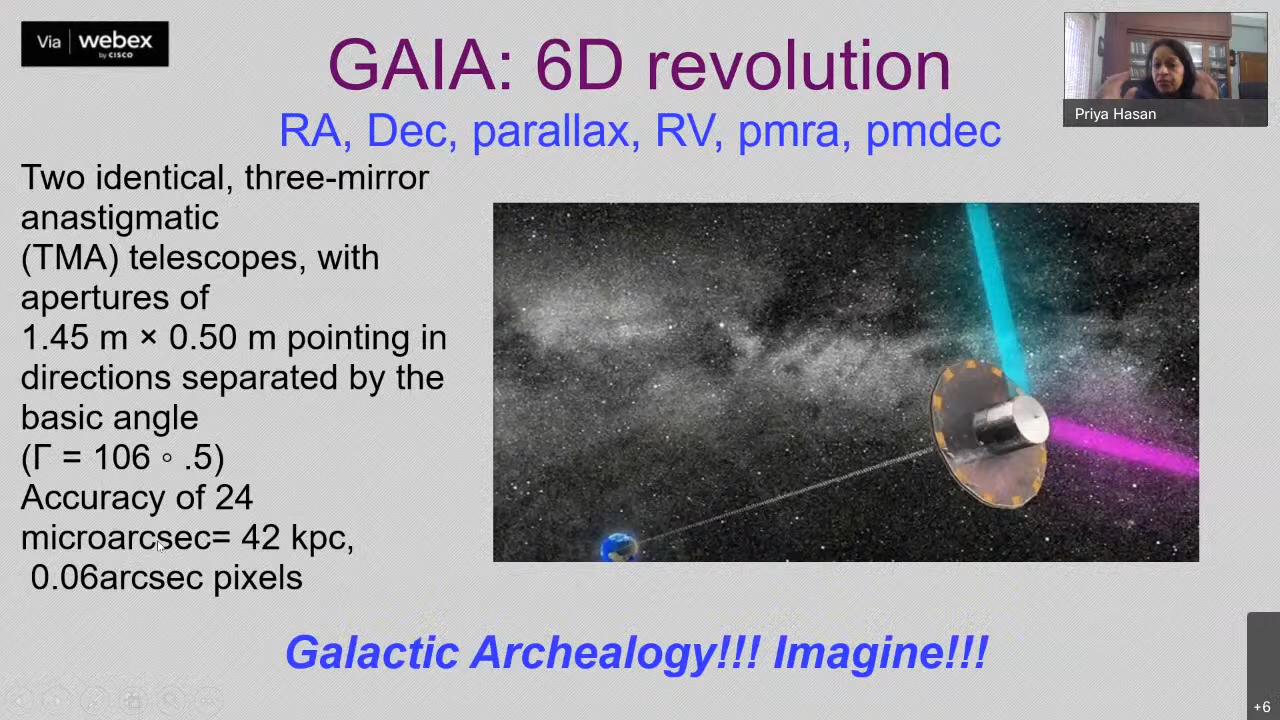 Via webex
by CISCO
GAIA: 6D revolution
Priya Hasan
RA, Dec, parallax, RV, pmra, pmdec
Two identical, three-mirror
anastigmatic
(TMA) telescopes, with
apertures of
1.45 m × 0.50 m pointing in
directions separated by the
basic angle
(Γ = 106 ◦ .5)
Accuracy of 24
microarcsec= 42 kpc,
0.06arcsec pixels
Galactic Archealogy!!! Imagine!!!
+6